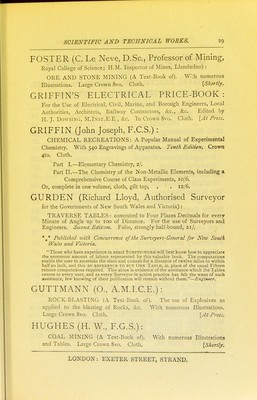 SCIENTIFIC AND TECHNICAL WORKS. 29
FOSTER (C. Le Neve, D.Sc., Professor of Mining,
Royal College of Science; H.M. Inspector of Mines, Llandudno) :
ORE AND STONE MINING (A Text-Book of). With numerous
Illustrations. Large Crown 8vo. Cloth. [Shortly.
GRIFFIN'S ELECTRICAL PRICE-BOOK :
For the Use of Electrical, Civil, Marine, and Borough Engineers, Local
Authorities, Architects, Railway Contractors, &c., &c. Edited by
H. J. DOWSING, M.INST.E.E., &c. In Crown 8vo. Cloth. [At Press.
GRIFFIN (John Joseph, F.C.S.) :
CHEMICAL RECREATIONS: A Popular Manual of Experimental
Chemistry. With 540 Engravings of Apparatus. Tenth Edition. Crown
4to. Cloth.
Part I.—Elementary Chemistry, 2/.
Part II.—The Chemistry of the Non-Metallic Elements, including a
Comprehensive Course of Class Experiments, 10/6.
Or, complete in one volume, cloth, gilt top, . . 12/6.
GURDEN (Richard Lloyd, Authorised Surveyor
for the Governments of New South Wales and Victoria) :
TRAVERSE TABLES: computed to Four Places Decimals for every
Minute of Angle up to 100 of Distance. For the use of Surveyors and
Engineers. Second Edition. Folio, strongly half-bound, 21/.
*** Published with Concurrence of the Surveyors-General for New South
Wales and Victoria.
"Those who have experience in exact SURVEY-WORK will best know how to appreciate
the enormous amount of labour represented by this valuable book. The computations
enable the user to ascertain the sines and cosines for a distance of twelve miles to within
half an inch, and this BY REFERENCE TO BUT ONE TABLE, in place of the usual Fifteen
minute computations required. This alone is evidence of the assistance which the Tables
ensure to every user, and as every Surveyor in active practice has felt the want of such
assistance, few knowing of their publication will remain without them."—Engineer.
GUTTMANN (O., A.M.I.C.E.) :
ROCK-BLASTING (A Text Book of). The use of Explosives as
applied to the blasting of Rocks, &c. With numerous Illustrations.
Large Crown 8vo. Cloth. [At Press.
HUGHES (H. W., F.G.S.) :
COAL MINING (A Text-Book of). With numerous Illustrations
and Tables. Large Crown 8vo. Cloth. [Shortly.
LONDON: EXETER STREET, STRAND.